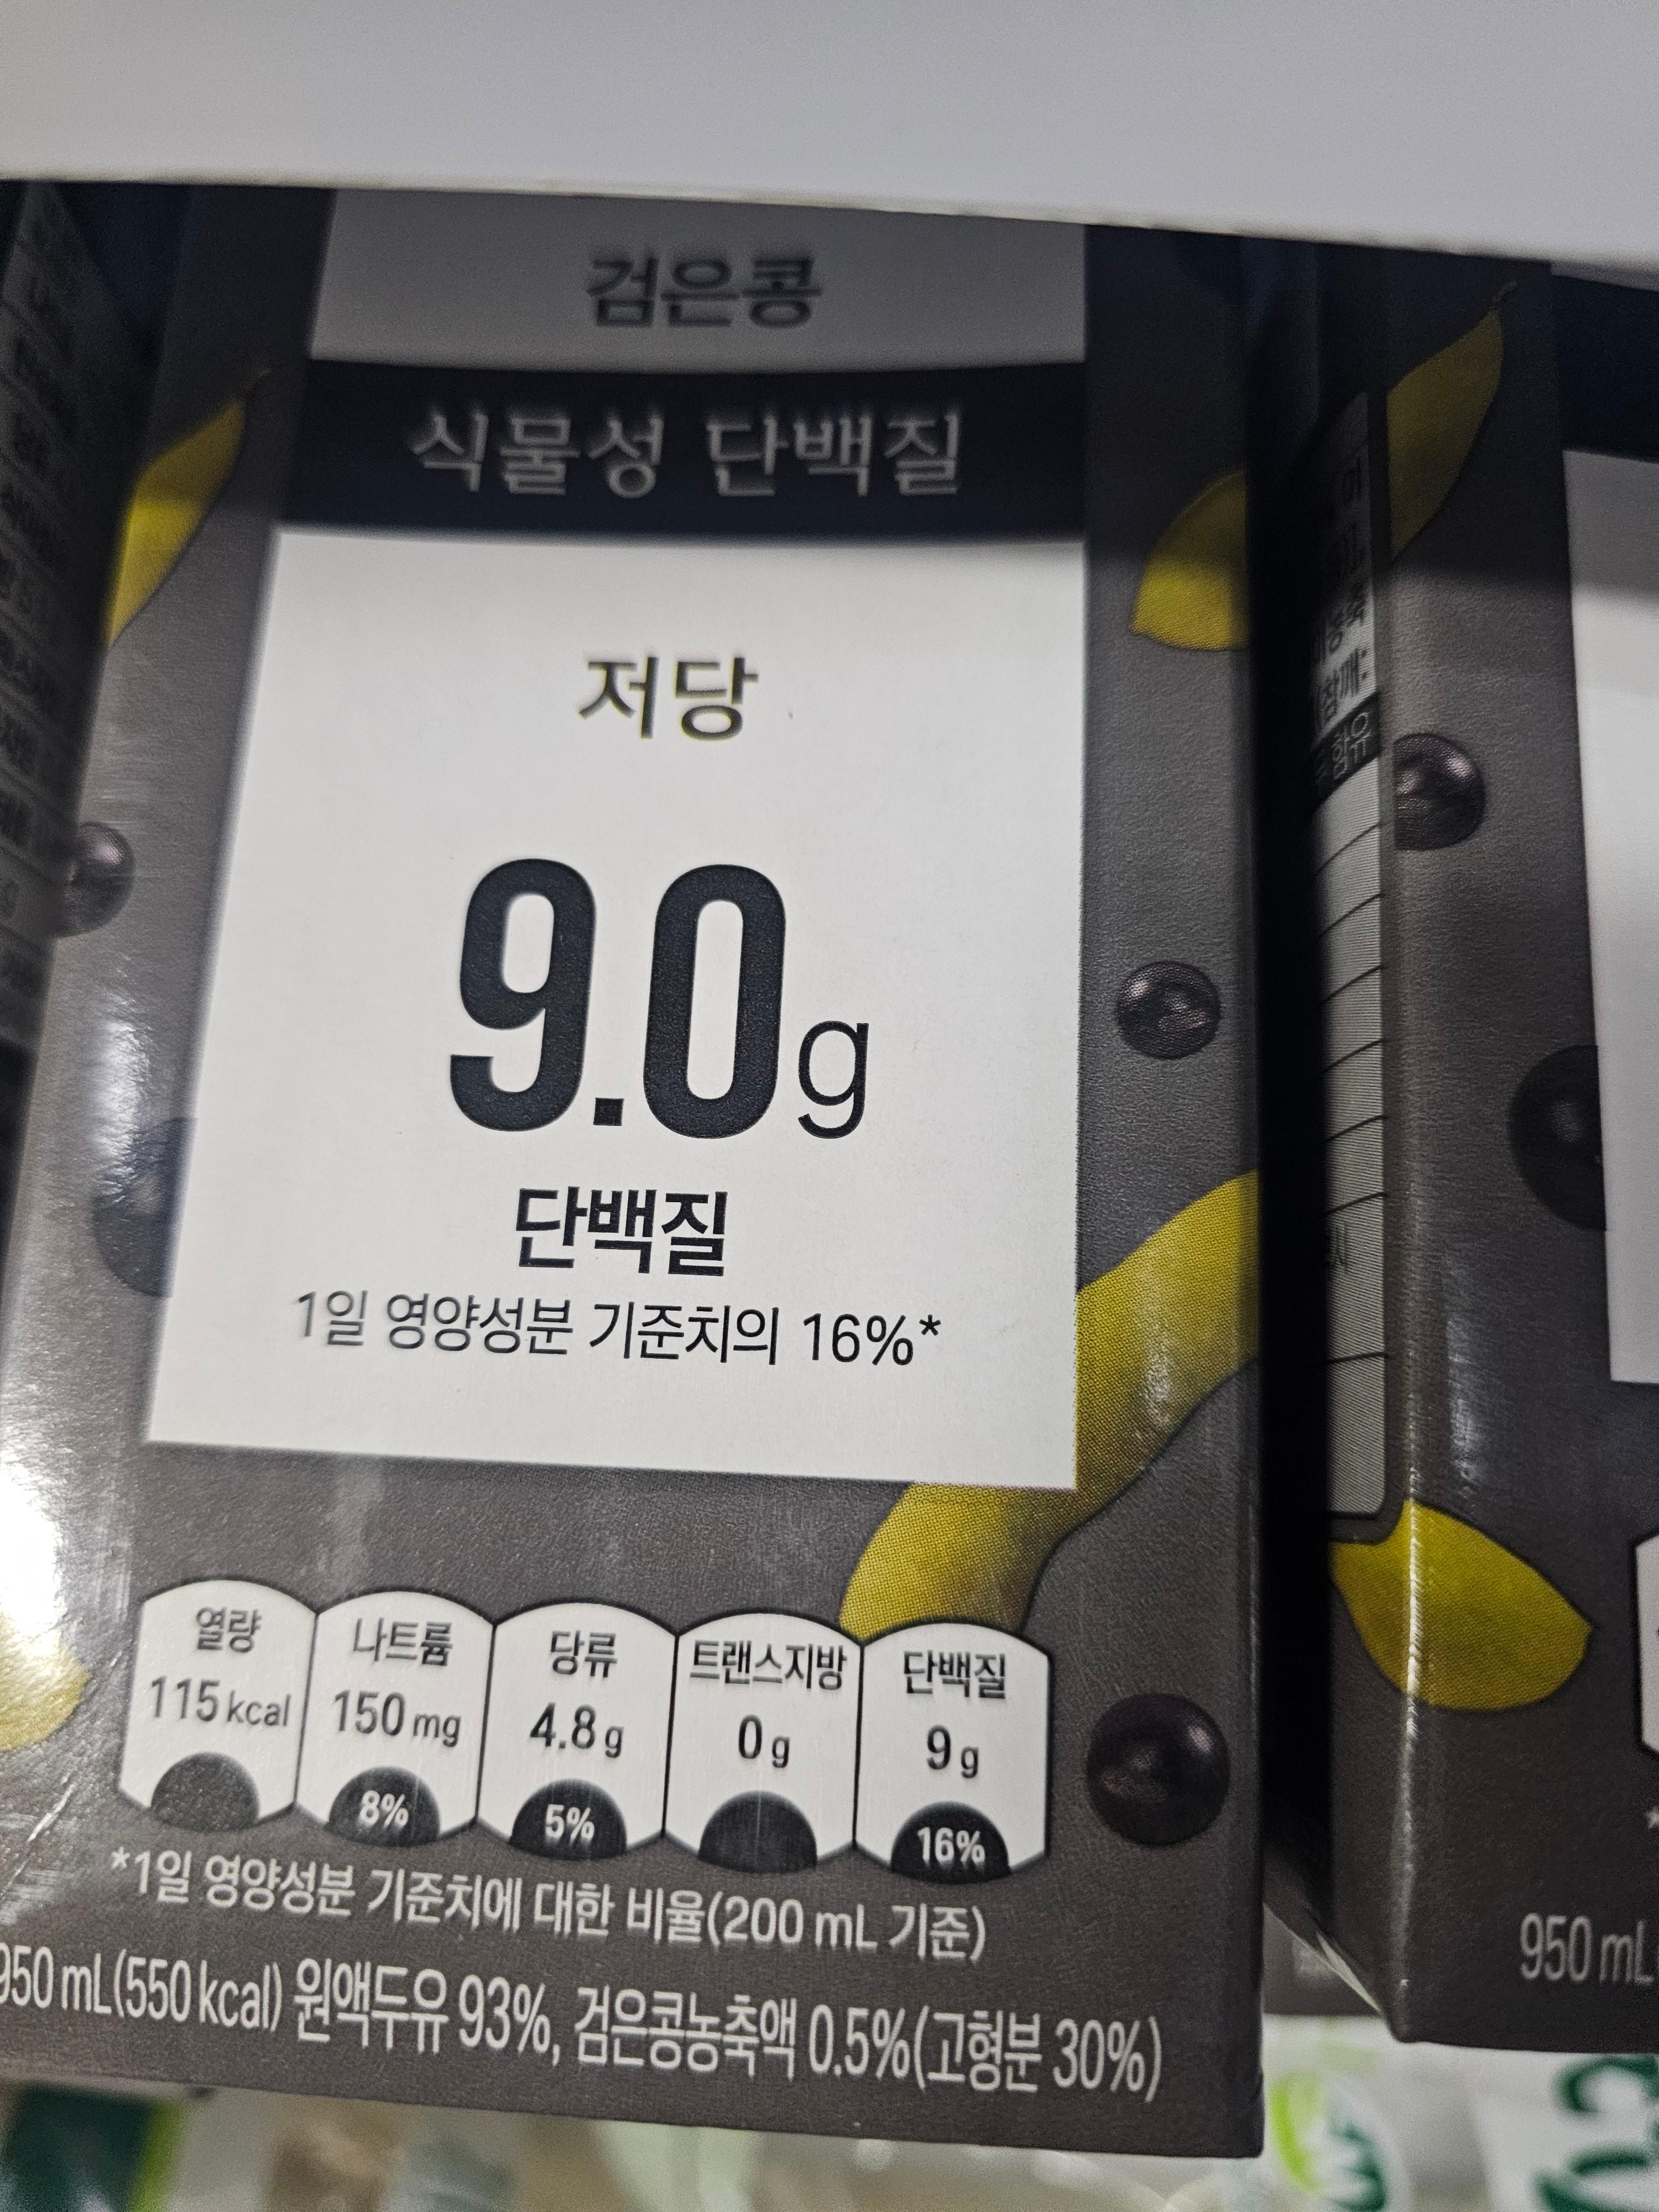 검은콩
식물성 단백질
저당
9.0g
단백질
1일 영양성분 기준치의 16%*
열량 나트륨 당류 트랜스지방 단백질
115 kcal 150 mg 4.8 g 0 g 9 g
8% 5% 16%
*1일 영양성분 기준치에 대한 비율(200 mL 기준)
950 mL(550 kcal) 원액두유 93%, 검은콩농축액 0.5%(고형분 30%)
참깨:
함유
950 mL